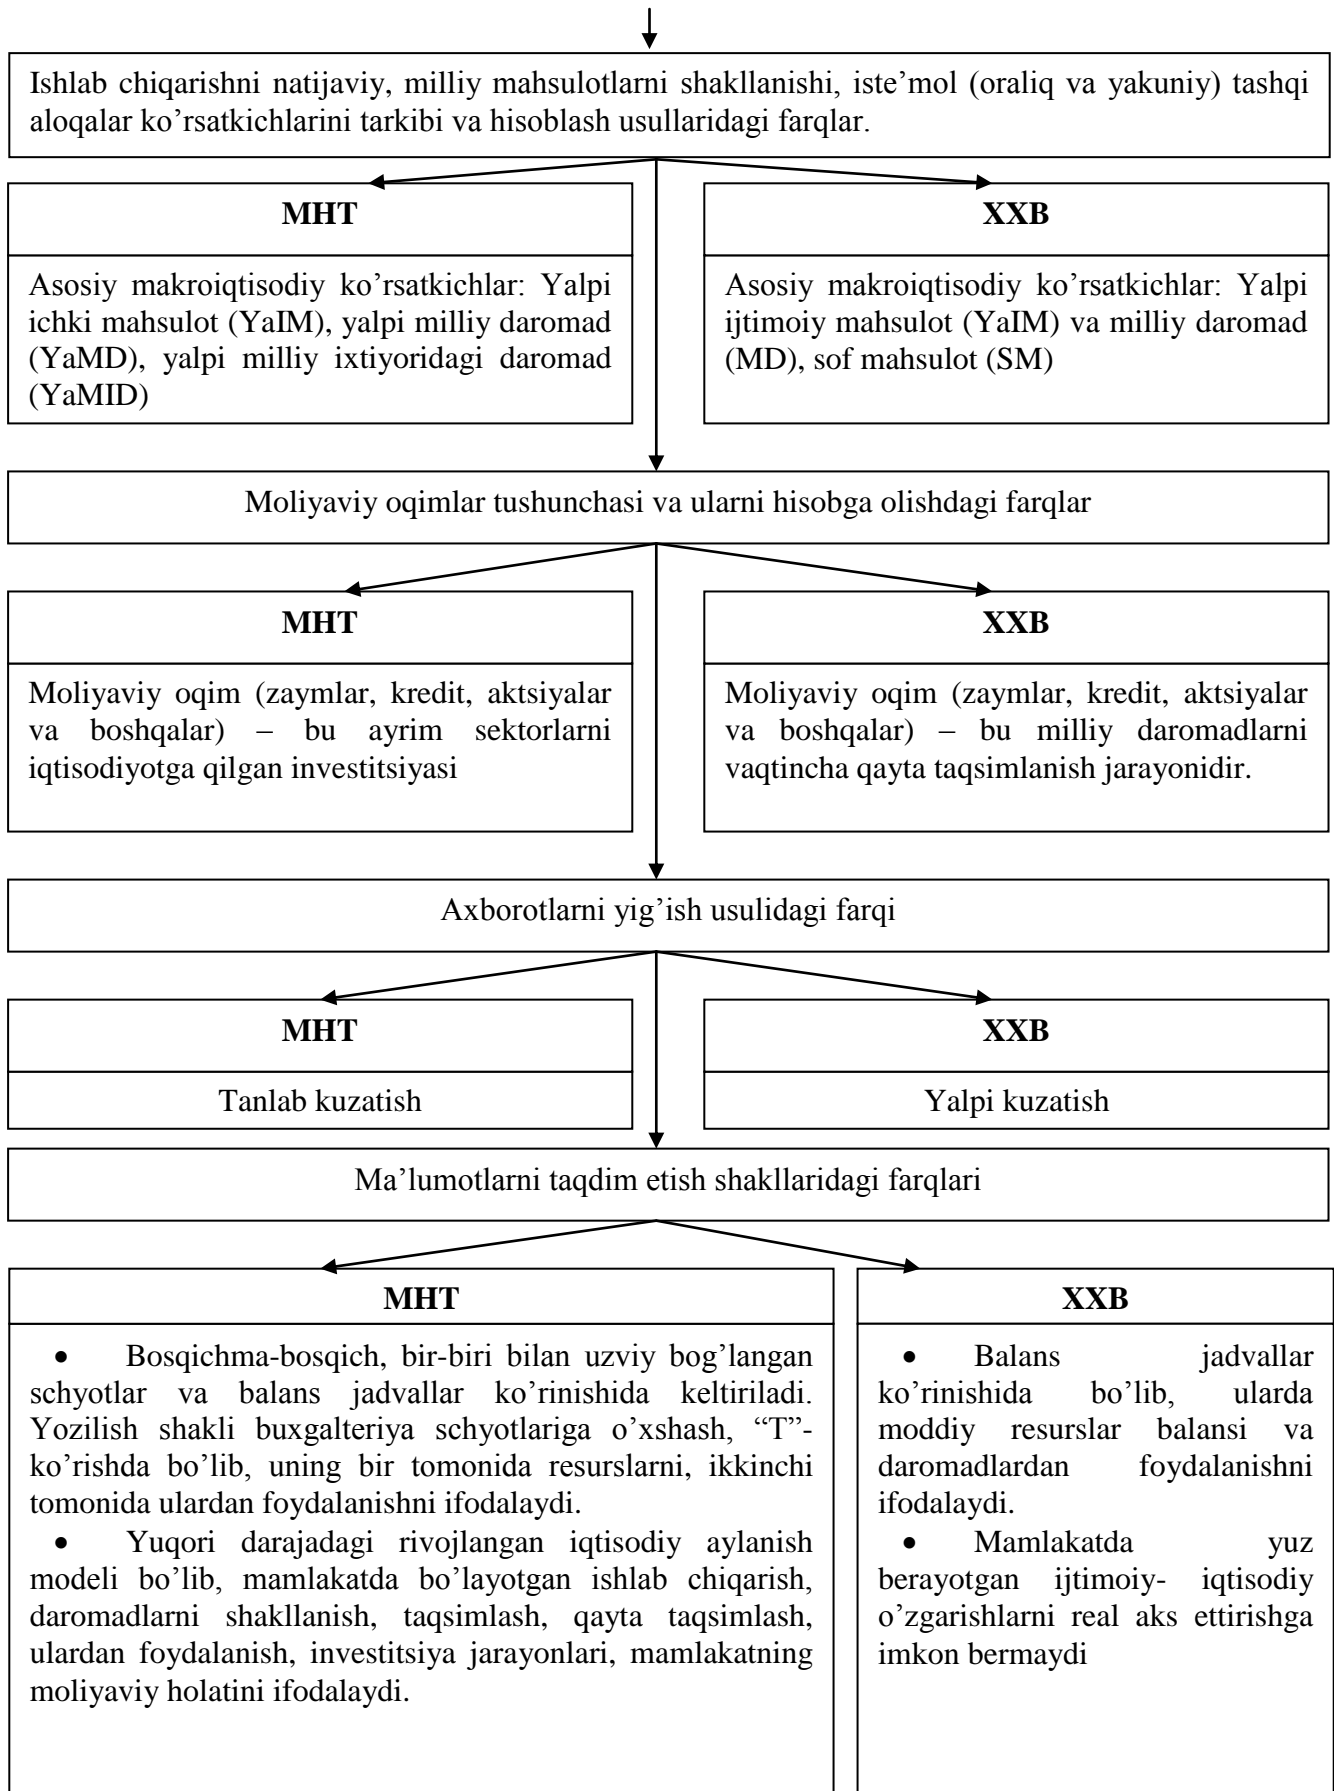 Ishlab chiqarishni natijaviy, milliy mahsulotlarni shakllanishi, iste’mol (oraliq va yakuniy) tashqi
aloqalar ko’rsatkichlarini tarkibi va hisoblash usullaridagi farqlar.
MHT
Asosiy makroiqtisodiy ko’rsatkichlar: Yalpi
ichki mahsulot (YaIM), yalpi milliy daromad
(YaMD), yalpi milliy ixtiyoridagi daromad
(YaMID)
XXB
Asosiy makroiqtisodiy ko’rsatkichlar: Yalpi
ijtimoiy mahsulot (YaIM) va milliy daromad
(MD), sof mahsulot (SM)
Moliyaviy oqimlar tushunchasi va ularni hisobga olishdagi farqlar
MHT
Moliyaviy oqim (zaymlar, kredit, aktsiyalar
va boshqalar) – bu ayrim sektorlarni
iqtisodiyotga qilgan investitsiyasi
XXB
Moliyaviy oqim (zaymlar, kredit, aktsiyalar
va boshqalar) – bu milliy daromadlarni
vaqtincha qayta taqsimlanish jarayonidir.
Axborotlarni yig’ish usulidagi farqi
MHT
Tanlab kuzatish
XXB
Yalpi kuzatish
Ma’lumotlarni taqdim etish shakllaridagi farqlari
MHT
• Bosqichma-bosqich, bir-biri bilan uzviy bog’langan
schyotlar va balans jadvallar ko’rinishida keltiriladi.
Yozilish shakli buxgalteriya schyotlariga o’xshash, “T”-
ko’rishda bo’lib, uning bir tomonida resurslarni, ikkinchi
tomonida ulardan foydalanishni ifodalaydi.
• Yuqori darajadagi rivojlangan iqtisodiy aylanish
modeli bo’lib, mamlakatda bo’layotgan ishlab chiqarish,
daromadlarni shakllanish, taqsimlash, qayta taqsimlash,
ulardan foydalanish, investitsiya jarayonlari, mamlakatning
moliyaviy holatini ifodalaydi.
XXB
• Balans jadvallar
ko’rinishida bo’lib, ularda
moddiy resurslar balansi va
daromadlardan foydalanishni
ifodalaydi.
• Mamlakatda yuz
berayotgan ijtimoiy- iqtisodiy
o’zgarishlarni real aks ettirishga
imkon bermaydi